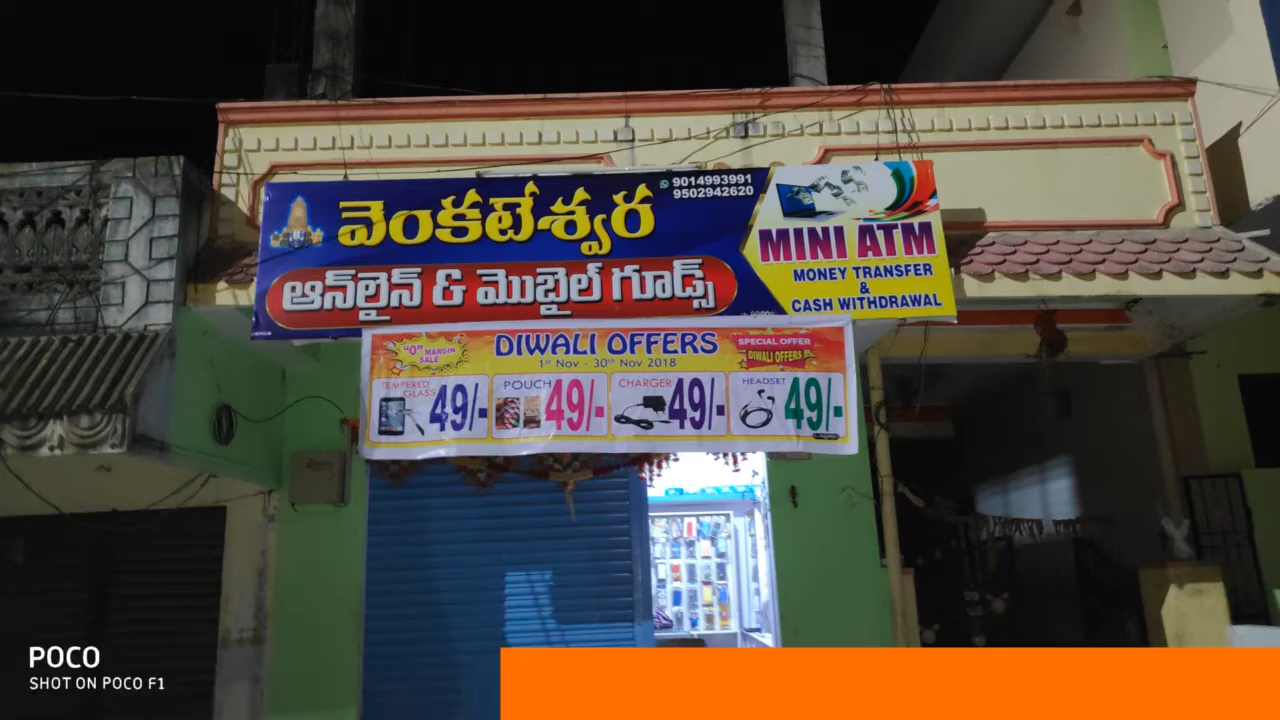 9014993991
9502942620
వెంకటేశ్వర
ఆన్‌లైన్ & మొబైల్ గూడ్స్
MINI ATM
MONEY TRANSFER
&
CASH WITHDRAWAL
"0" MARGIN
SALE
DIWALI OFFERS
1st Nov - 30th Nov 2018
SPECIAL OFFER
DIWALI OFFERS
TEMPERED
GLASS
49/-
POUCH
49/-
CHARGER
49/-
HEADSET
49/-
POCO
SHOT ON POCO F1